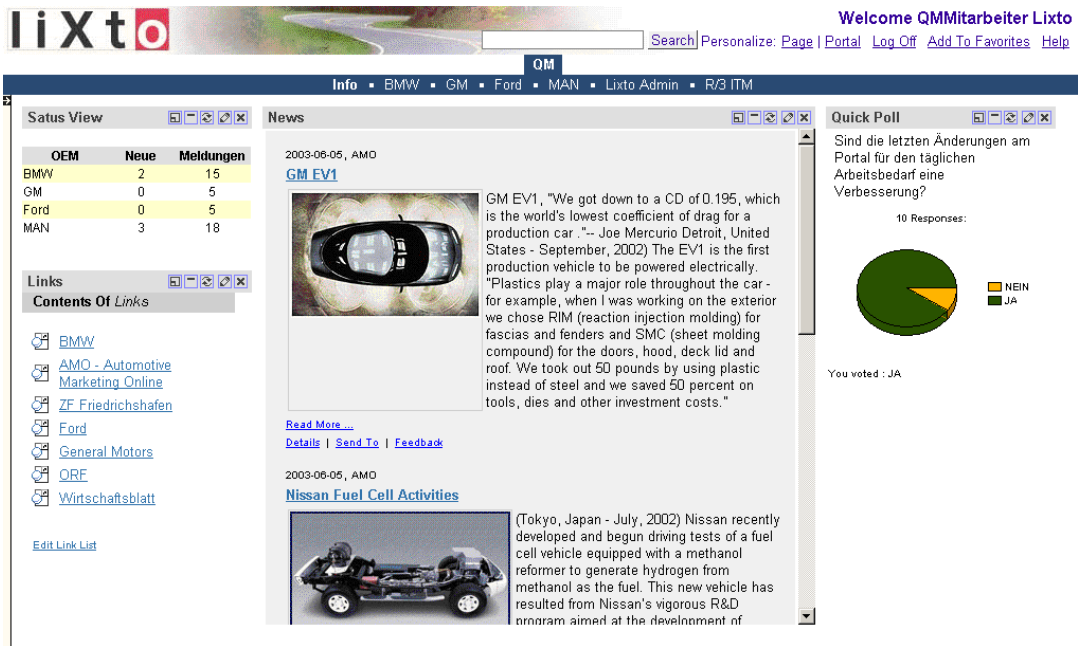 liXto
Welcome QMMitarbeiter Lixto
Search Personalize: Page | Portal Log Off Add To Favorites Help
QM
Info ▪ BMW ▪ GM ▪ Ford ▪ MAN ▪ Lixto Admin ▪ R/3 ITM
Satus View
OEM Neue Meldungen
BMW 2 15
GM 0 5
Ford 0 5
MAN 3 18
Links
Contents Of Links
BMW
AMO - Automotive
Marketing Online
ZF Friedrichshafen
Ford
General Motors
ORF
Wirtschaftsblatt
Edit Link List
News
2003-06-05, AMO
GM EV1
GM EV1, "We got down to a CD of 0.195, which
is the world's lowest coefficient of drag for a
production car ."-- Joe Mercurio Detroit, United
States - September, 2002) The EV1 is the first
production vehicle to be powered electrically.
"Plastics play a major role throughout the car -
for example, when I was working on the exterior
we chose RIM (reaction injection molding) for
fascias and fenders and SMC (sheet molding
compound) for the doors, hood, deck lid and
roof. We took out 50 pounds by using plastic
instead of steel and we saved 50 percent on
tools, dies and other investment costs."
Read More ...
Details | Send To | Feedback
2003-06-05, AMO
Nissan Fuel Cell Activities
(Tokyo, Japan - July, 2002) Nissan recently
developed and begun driving tests of a fuel
cell vehicle equipped with a methanol
reformer to generate hydrogen from
methanol as the fuel. This new vehicle has
resulted from Nissan's vigorous R&D
program aimed at the development of
Quick Poll
Sind die letzten Änderungen am
Portal für den täglichen
Arbeitsbedarf eine
Verbesserung?
10 Responses:
NEIN
JA
You voted : JA